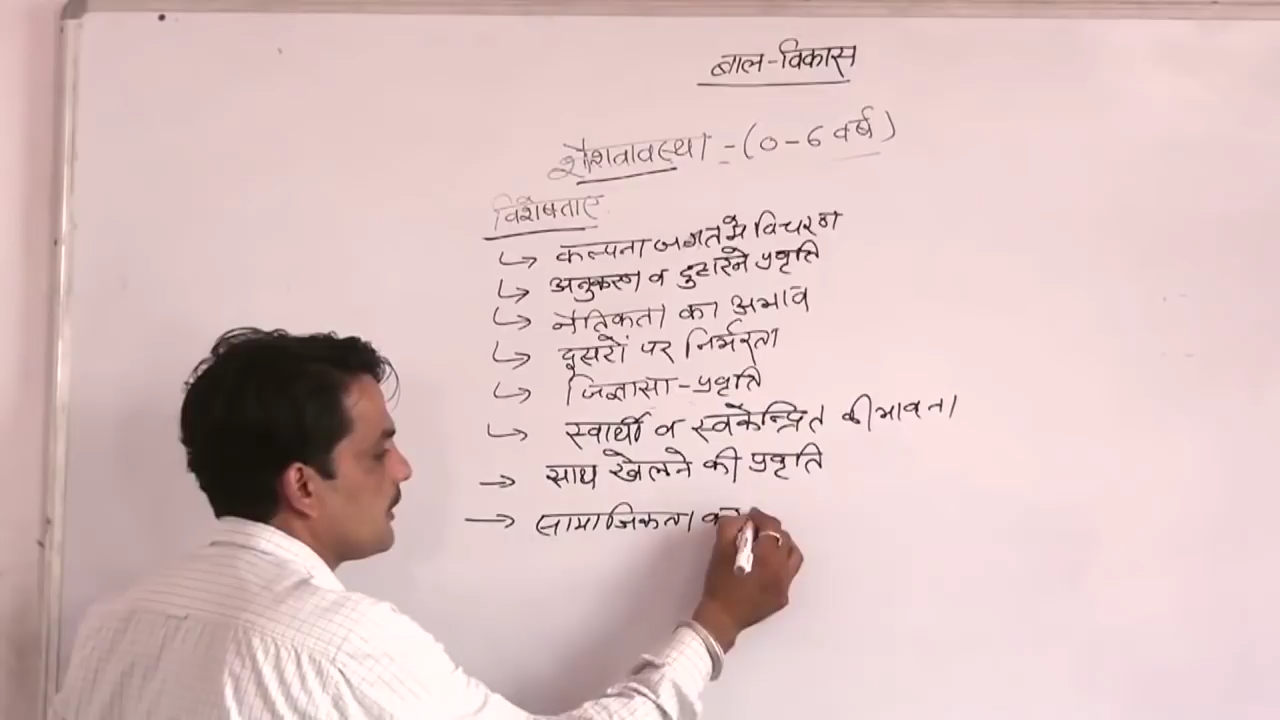 बाल-विकास
शैशवावस्था - (0-6 वर्ष)
विशेषताएं
↳ कल्पना जगत मे विचरण
↳ अनुकरण व दुहारने प्रवृति
↳ नैतिकता का अभाव
↳ दूसरों पर निर्भरता
↳ जिज्ञासा-प्रवृति
↳ स्वार्थी व स्वकेन्द्रित की भावना
→ साथ खेलने की प्रवृति
→ सामाजिकता क